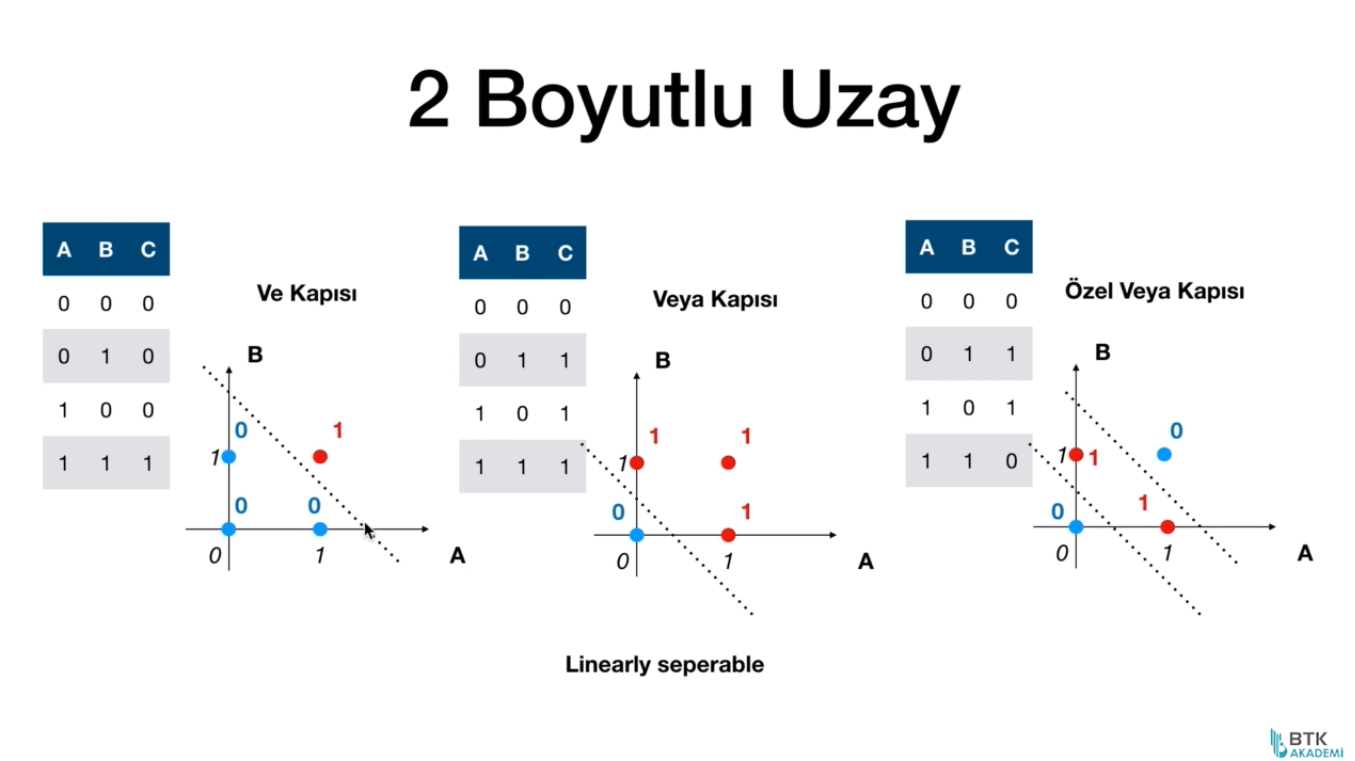 2 Boyutlu Uzay
A B C
0 0 0
0 1 0
1 0 0
1 1 1
Ve Kapısı
B
0
1
1
0
0
0
1
A
A B C
0 0 0
0 1 1
1 0 1
1 1 1
Veya Kapısı
B
1
1
1
0
1
0
1
A
A B C
0 0 0
0 1 1
1 0 1
1 1 0
Özel Veya Kapısı
B
0
1
1
0
1
0
1
A
Linearly seperable
BTK
AKADEMİ